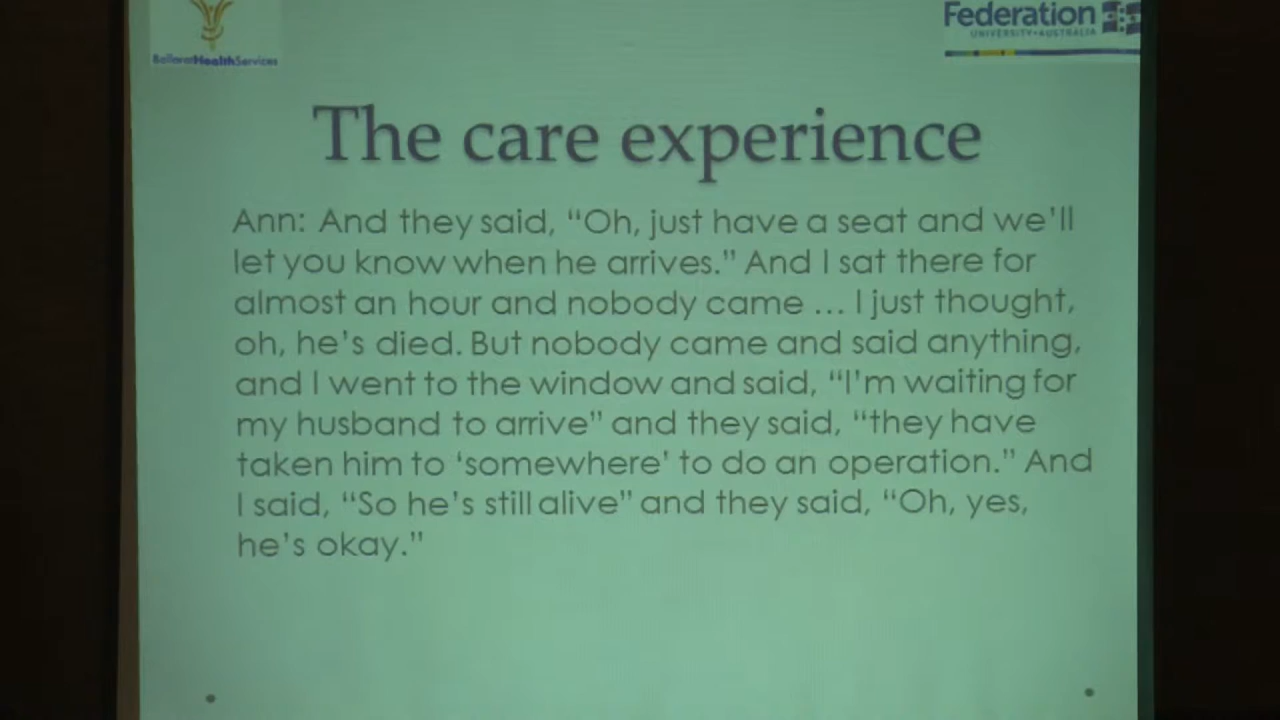 BallaratHealthServices
Federation
UNIVERSITY • AUSTRALIA
The care experience
Ann: And they said, “Oh, just have a seat and we’ll
let you know when he arrives.” And I sat there for
almost an hour and nobody came … I just thought,
oh, he’s died. But nobody came and said anything,
and I went to the window and said, “I’m waiting for
my husband to arrive” and they said, “they have
taken him to ‘somewhere’ to do an operation.” And
I said, “So he’s still alive” and they said, “Oh, yes,
he’s okay.”